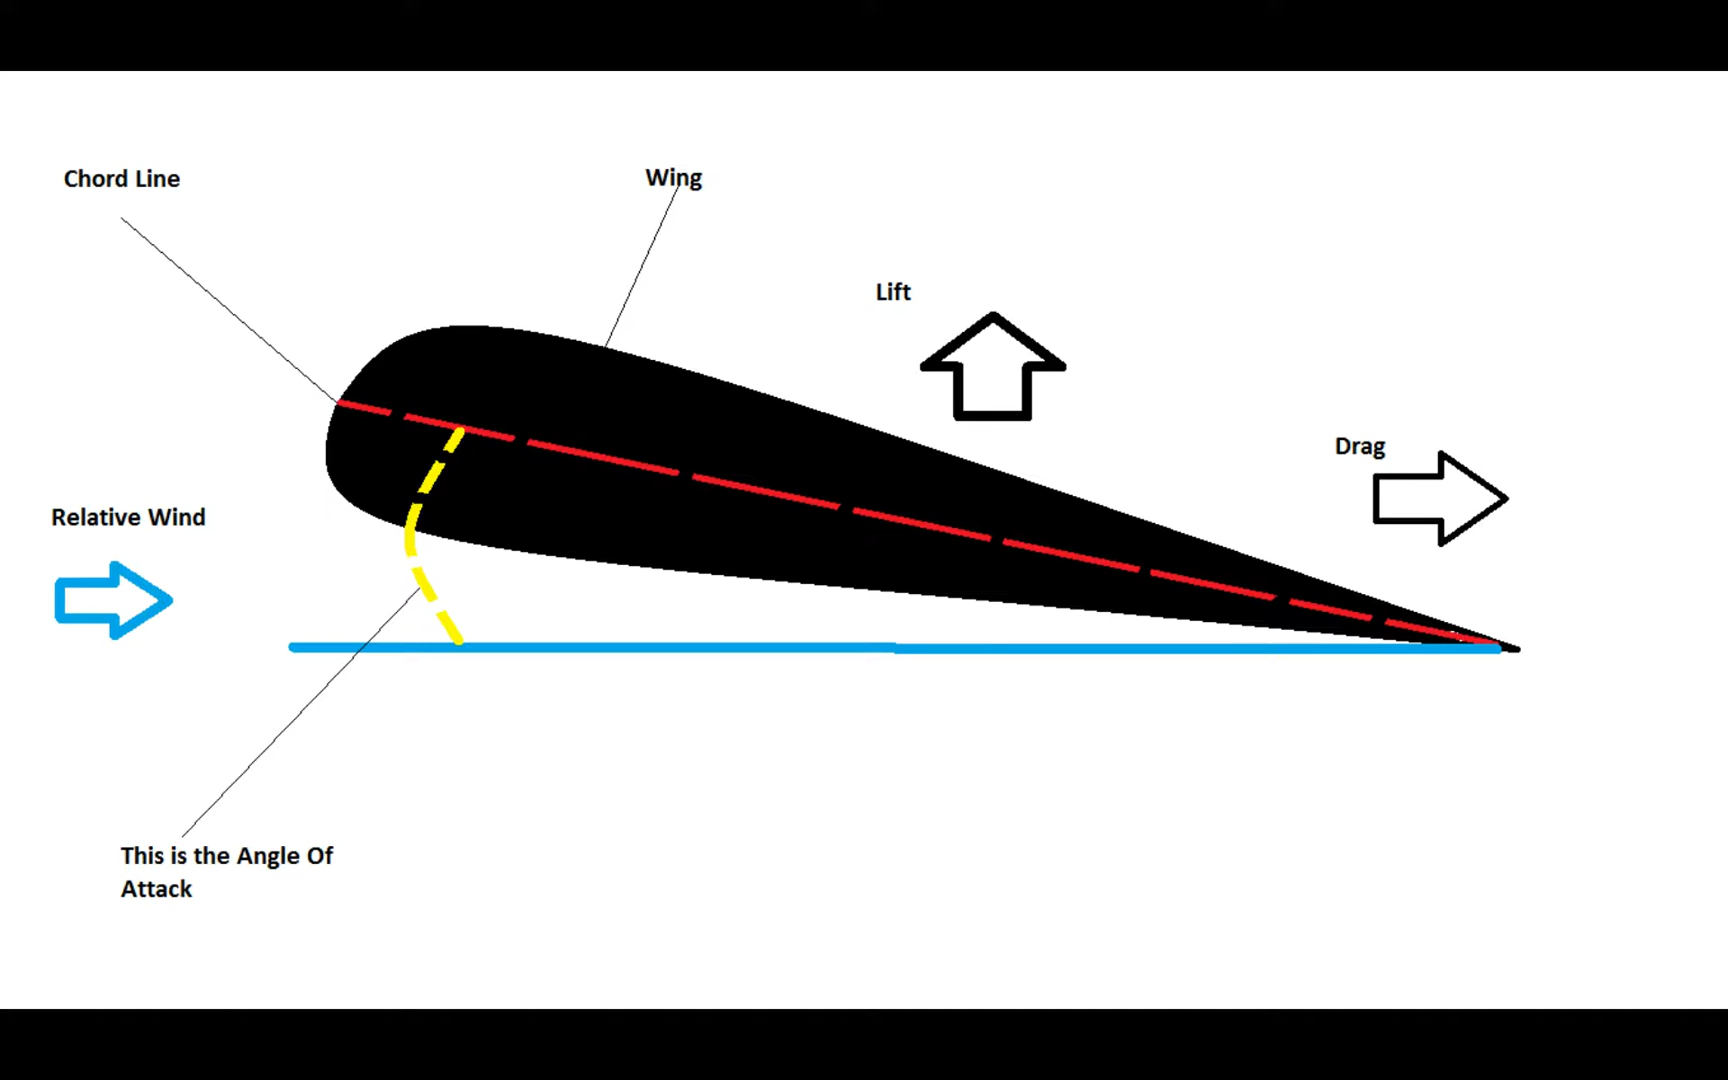 Chord Line
Wing
Lift
Drag
Relative Wind
This is the Angle Of
Attack